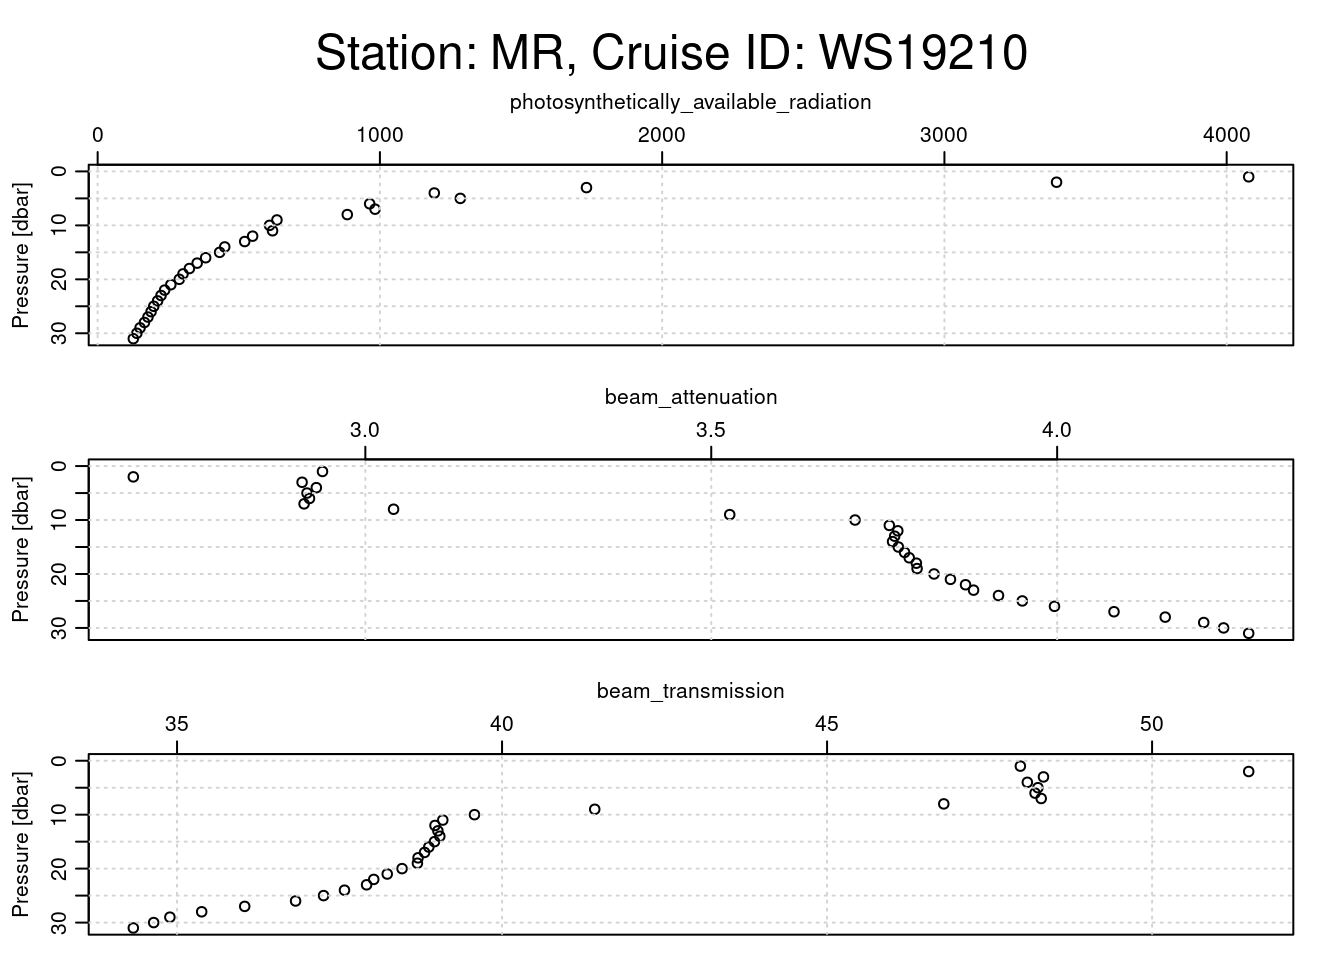 Station: MR, Cruise ID: WS19210
photosynthetically_available_radiation
0 1000 2000 3000 4000
Pressure [dbar]
0
10
20
30
beam_attenuation
3.0 3.5 4.0
Pressure [dbar]
0
10
20
30
beam_transmission
35 40 45 50
Pressure [dbar]
0
10
20
30